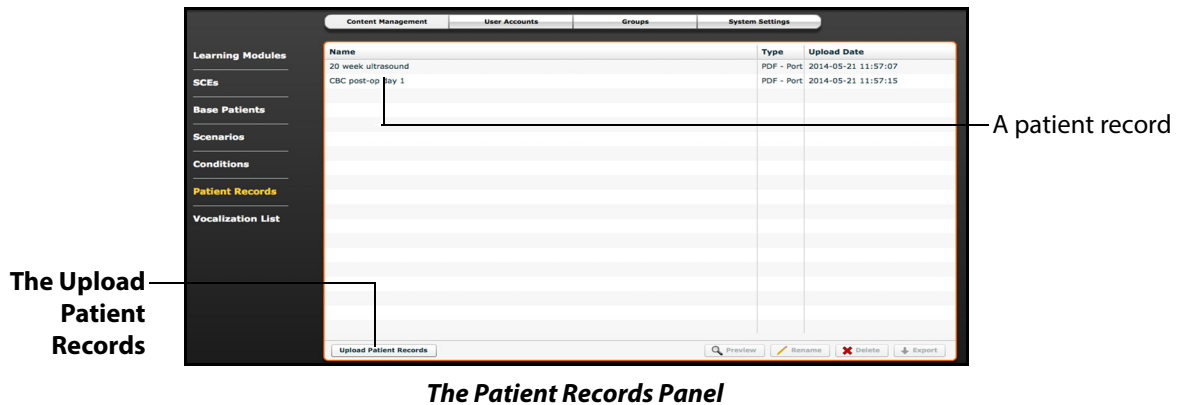 Content Management User Accounts Groups System Settings
Learning Modules
SCEs
Base Patients
Scenarios
Conditions
Patient Records
Vocalization List
Name Type Upload Date
20 week ultrasound PDF - Port 2014-05-21 11:57:07
CBC post-op day 1 PDF - Port 2014-05-21 11:57:15
A patient record
The Upload
Patient
Records
Upload Patient Records Preview Rename Delete Export
The Patient Records Panel